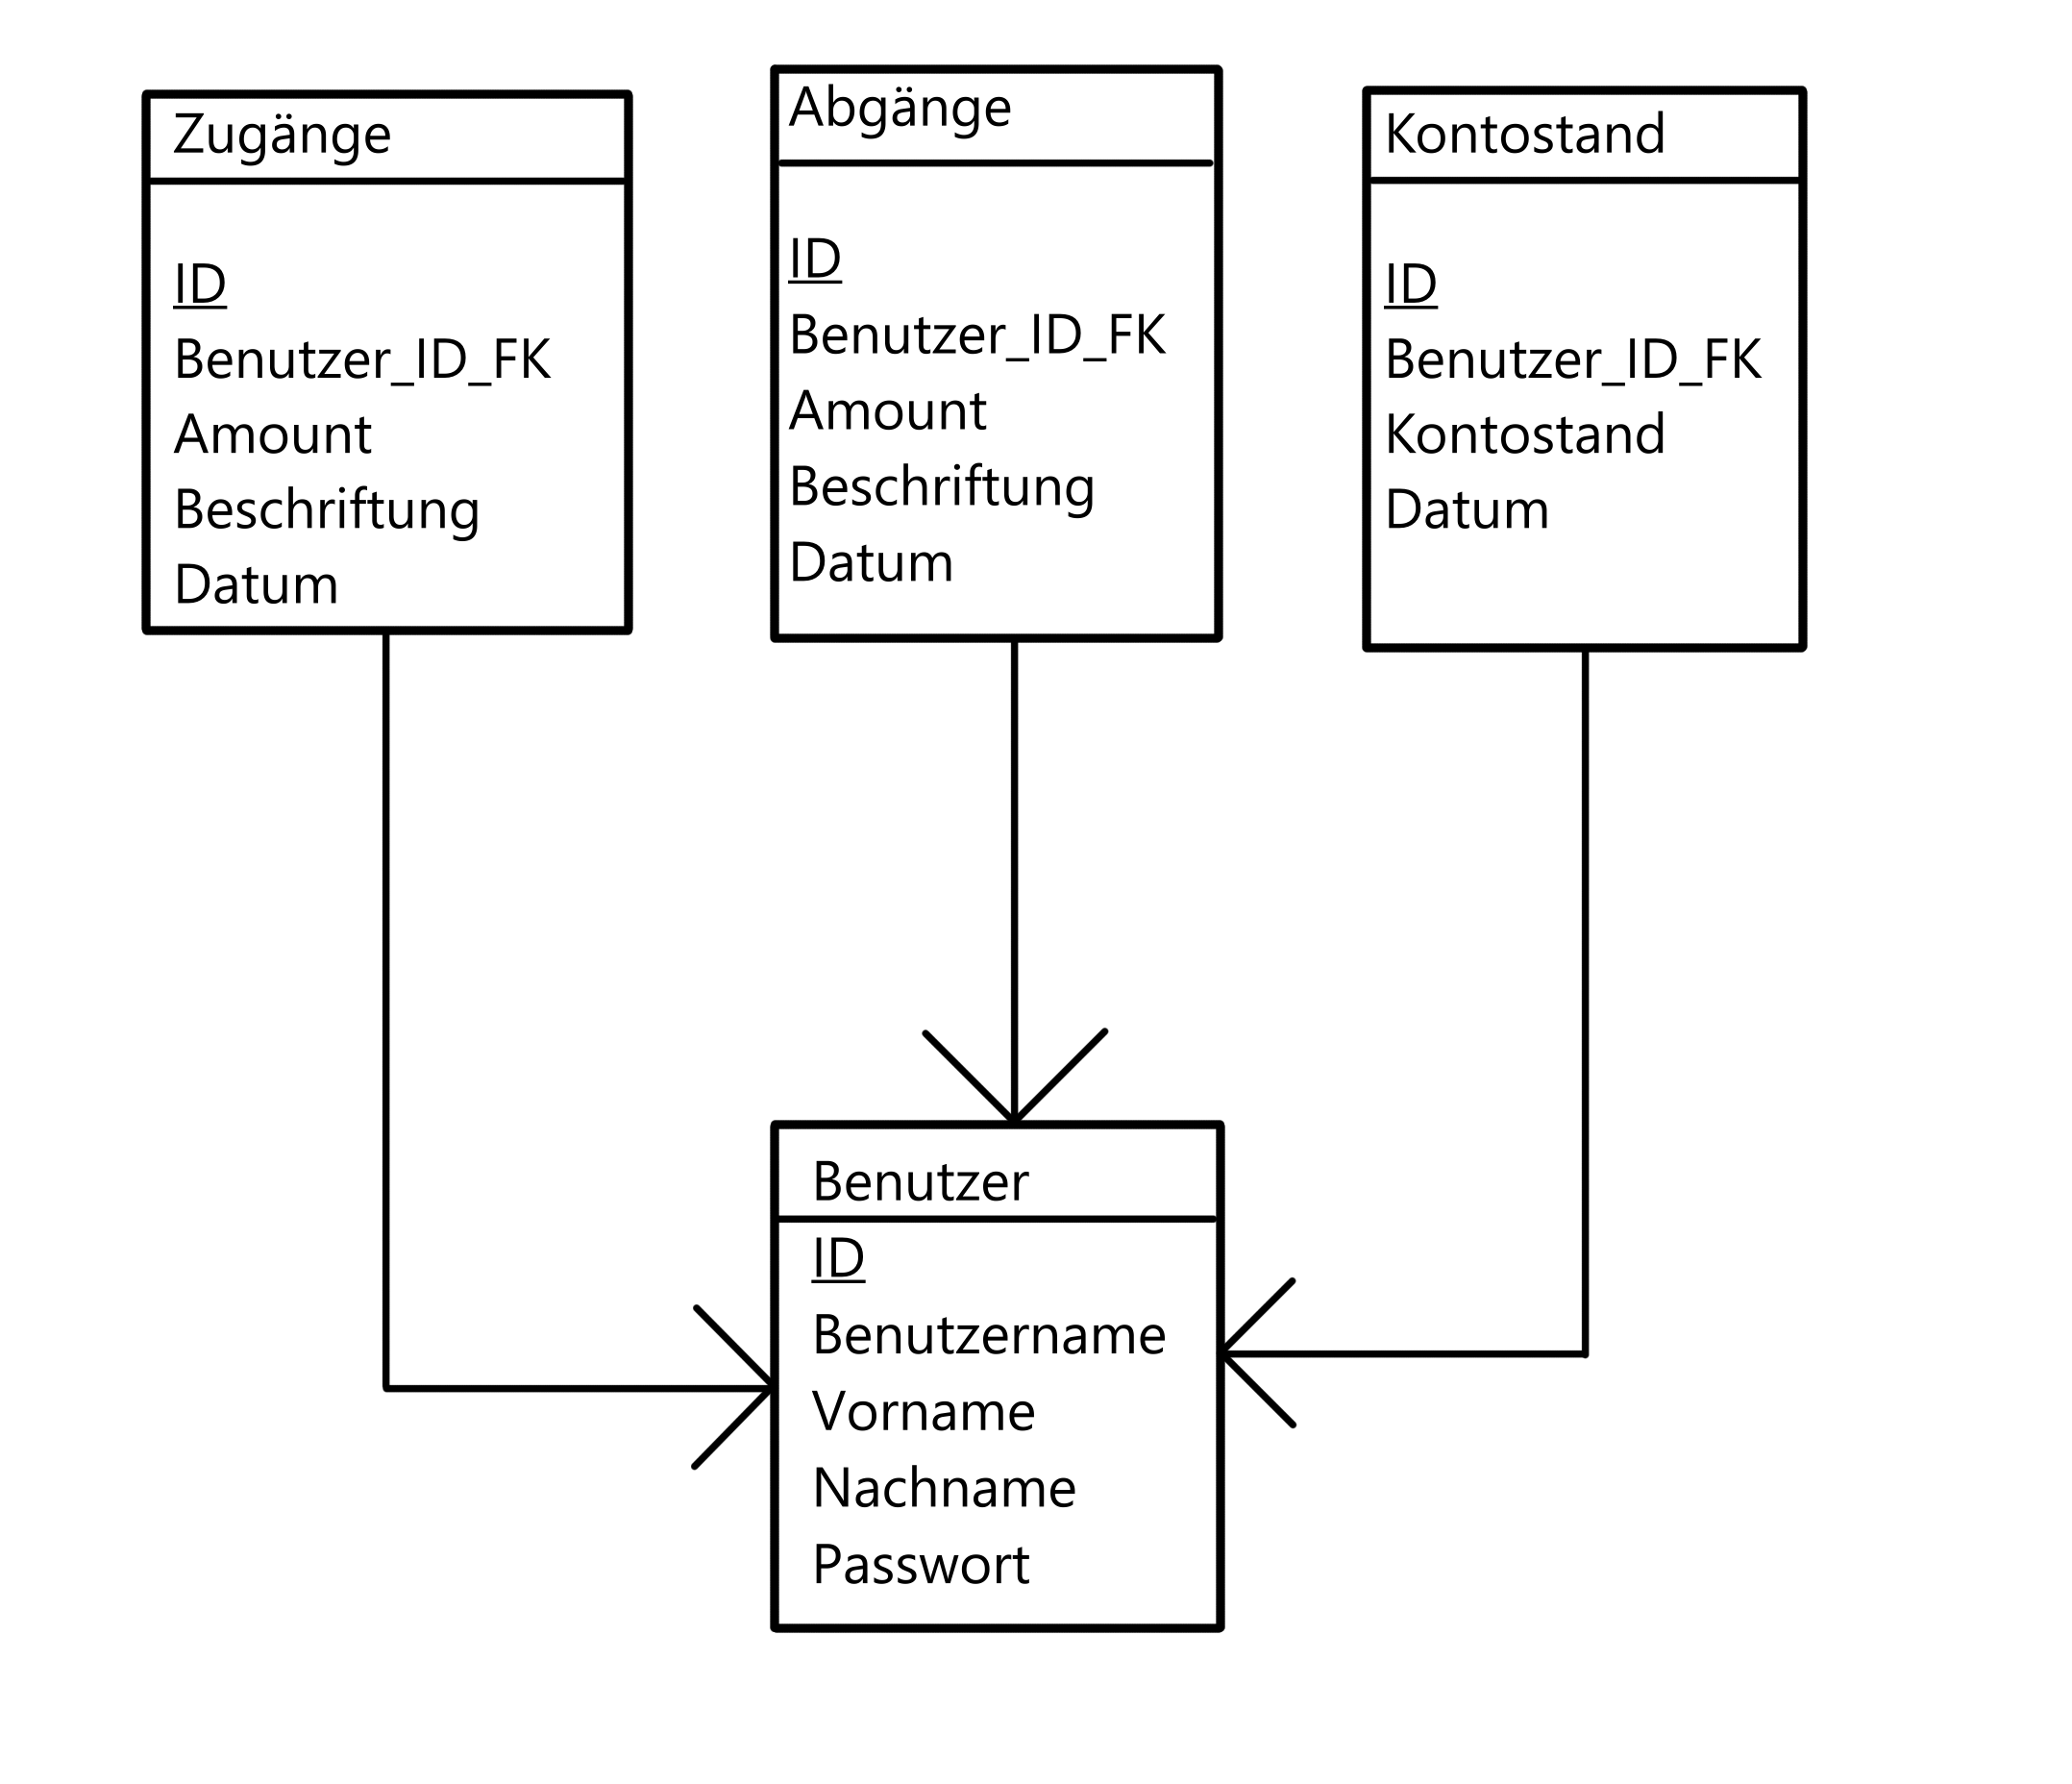 Zugänge
ID
Benutzer_ID_FK
Amount
Beschriftung
Datum
Abgänge
ID
Benutzer_ID_FK
Amount
Beschriftung
Datum
Kontostand
ID
Benutzer_ID_FK
Kontostand
Datum
Benutzer
ID
Benutzername
Vorname
Nachname
Passwort